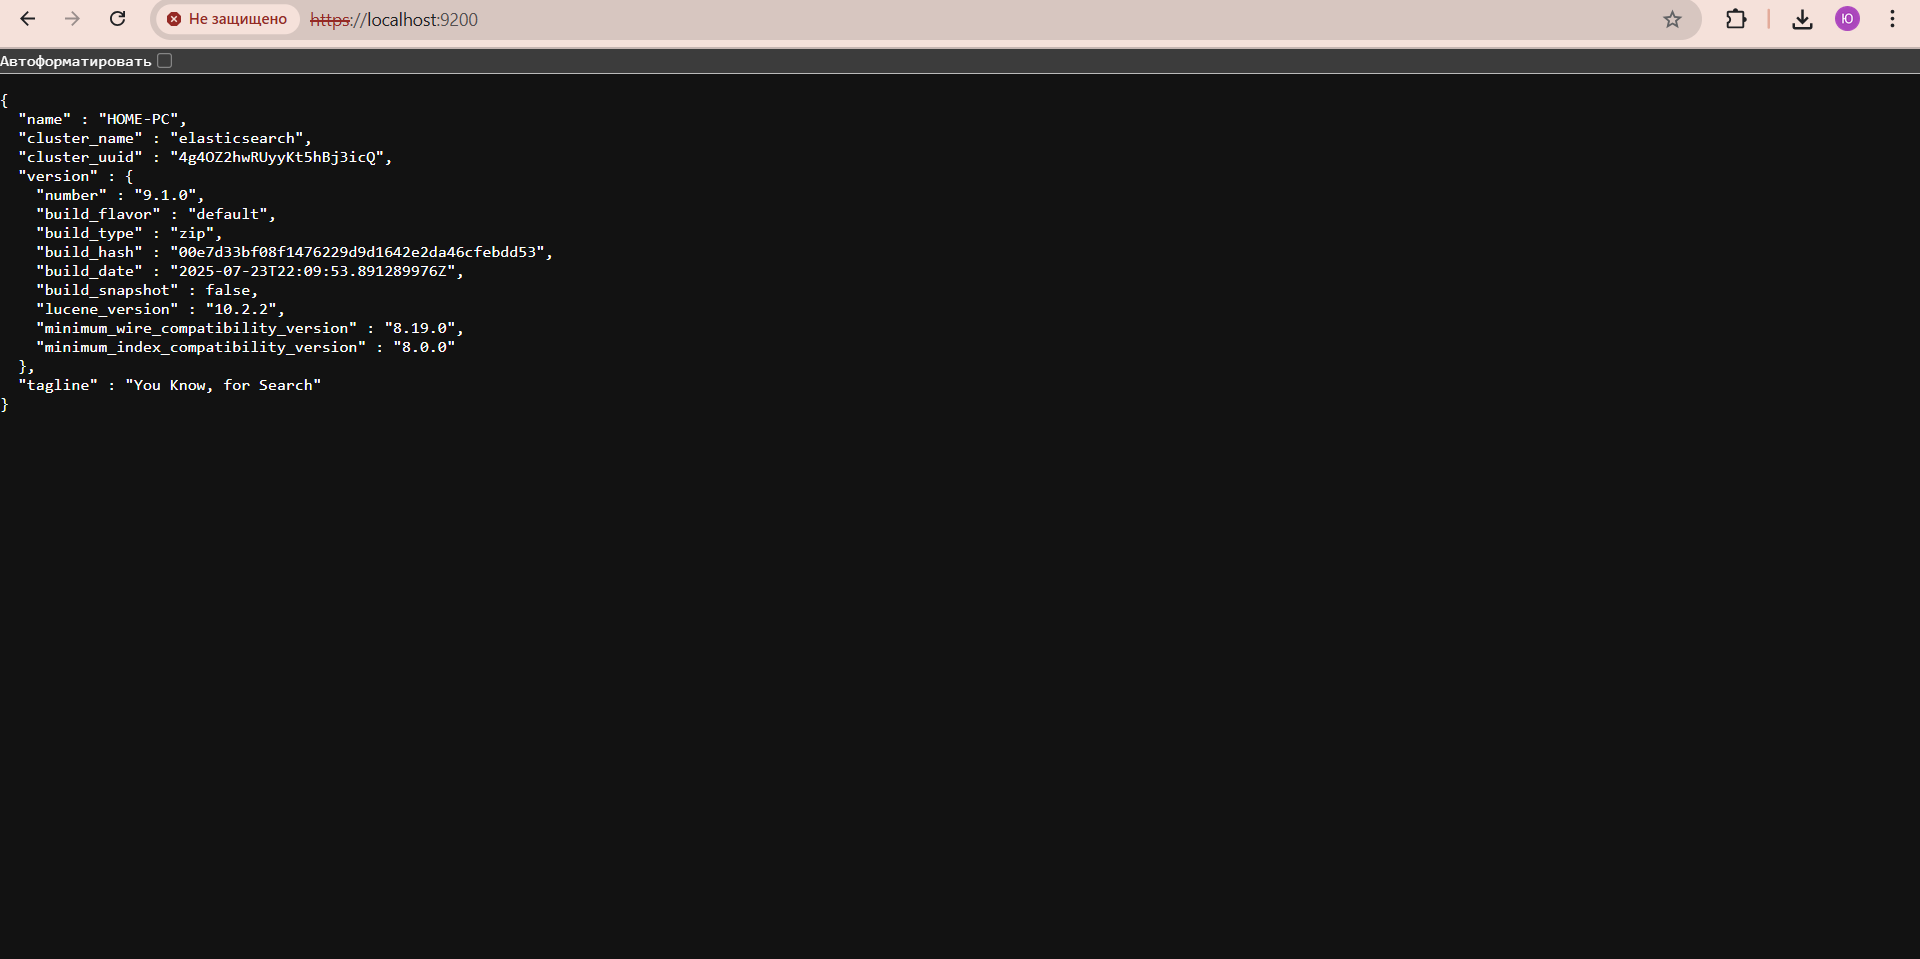 Не защищено https://localhost:9200 Ю
Автоформатировать
{
  "name" : "HOME-PC",
  "cluster_name" : "elasticsearch",
  "cluster_uuid" : "4g4OZ2hwRUyyKt5hBj3icQ",
  "version" : {
    "number" : "9.1.0",
    "build_flavor" : "default",
    "build_type" : "zip",
    "build_hash" : "00e7d33bf08f1476229d9d1642e2da46cfebdd53",
    "build_date" : "2025-07-23T22:09:53.891289976Z",
    "build_snapshot" : false,
    "lucene_version" : "10.2.2",
    "minimum_wire_compatibility_version" : "8.19.0",
    "minimum_index_compatibility_version" : "8.0.0"
  },
  "tagline" : "You Know, for Search"
}